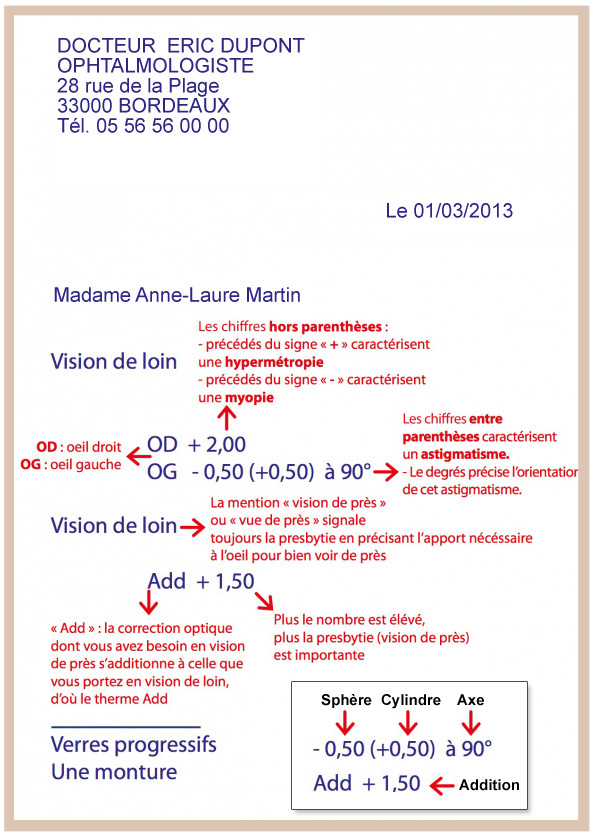 DOCTEUR ERIC DUPONT
OPHTALMOLOGISTE
28 rue de la Plage
33000 BORDEAUX
Tél. 05 56 56 00 00
Le 01/03/2013
Madame Anne-Laure Martin
Les chiffres hors parenthèses :
- précédés du signe « + » caractérisent
une hypermétropie
- précédés du signe « - » caractérisent
une myopie
Vision de loin
OD : oeil droit
OG : oeil gauche
OD + 2,00
OG - 0,50 (+0,50) à 90°
Les chiffres entre
parenthèses caractérisent
un astigmatisme.
- Le degrés précise l'orientation
de cet astigmatisme.
Vision de loin
La mention « vision de près »
ou « vue de près » signale
toujours la presbytie en précisant l'apport nécéssaire
à l'oeil pour bien voir de près
Add + 1,50
« Add » : la correction optique
dont vous avez besoin en vision
de près s'additionne à celle que
vous portez en vision de loin,
d'où le therme Add
Plus le nombre est élévé,
plus la presbytie (vision de près)
est importante
Verres progressifs
Une monture
Sphère Cylindre Axe
- 0,50 (+0,50) à 90°
Add + 1,50 Addition